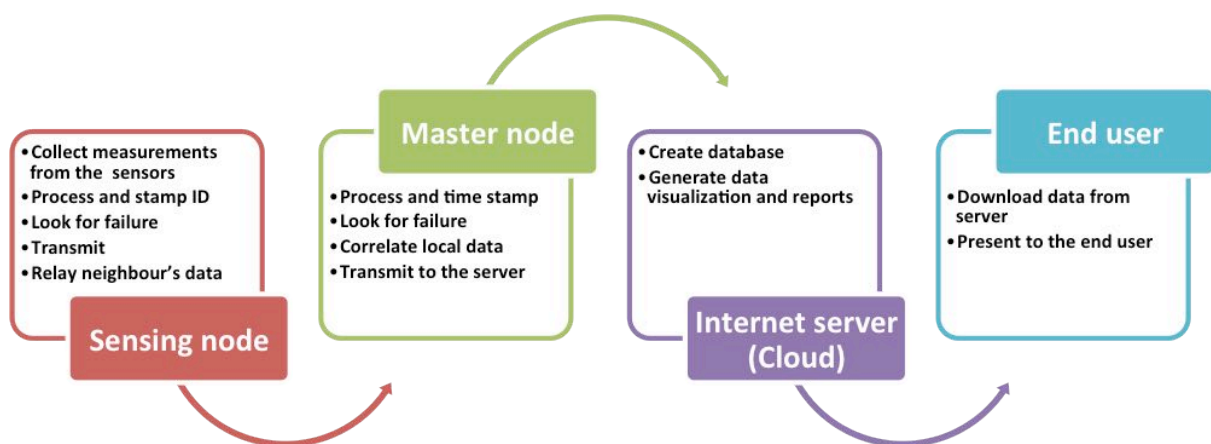 • Collect measurements
from the sensors
• Process and stamp ID
• Look for failure
• Transmit
• Relay neighbour's data
Sensing node
Master node
• Process and time stamp
• Look for failure
• Correlate local data
• Transmit to the server
• Create database
• Generate data
visualization and reports
Internet server
(Cloud)
End user
• Download data from
server
• Present to the end user